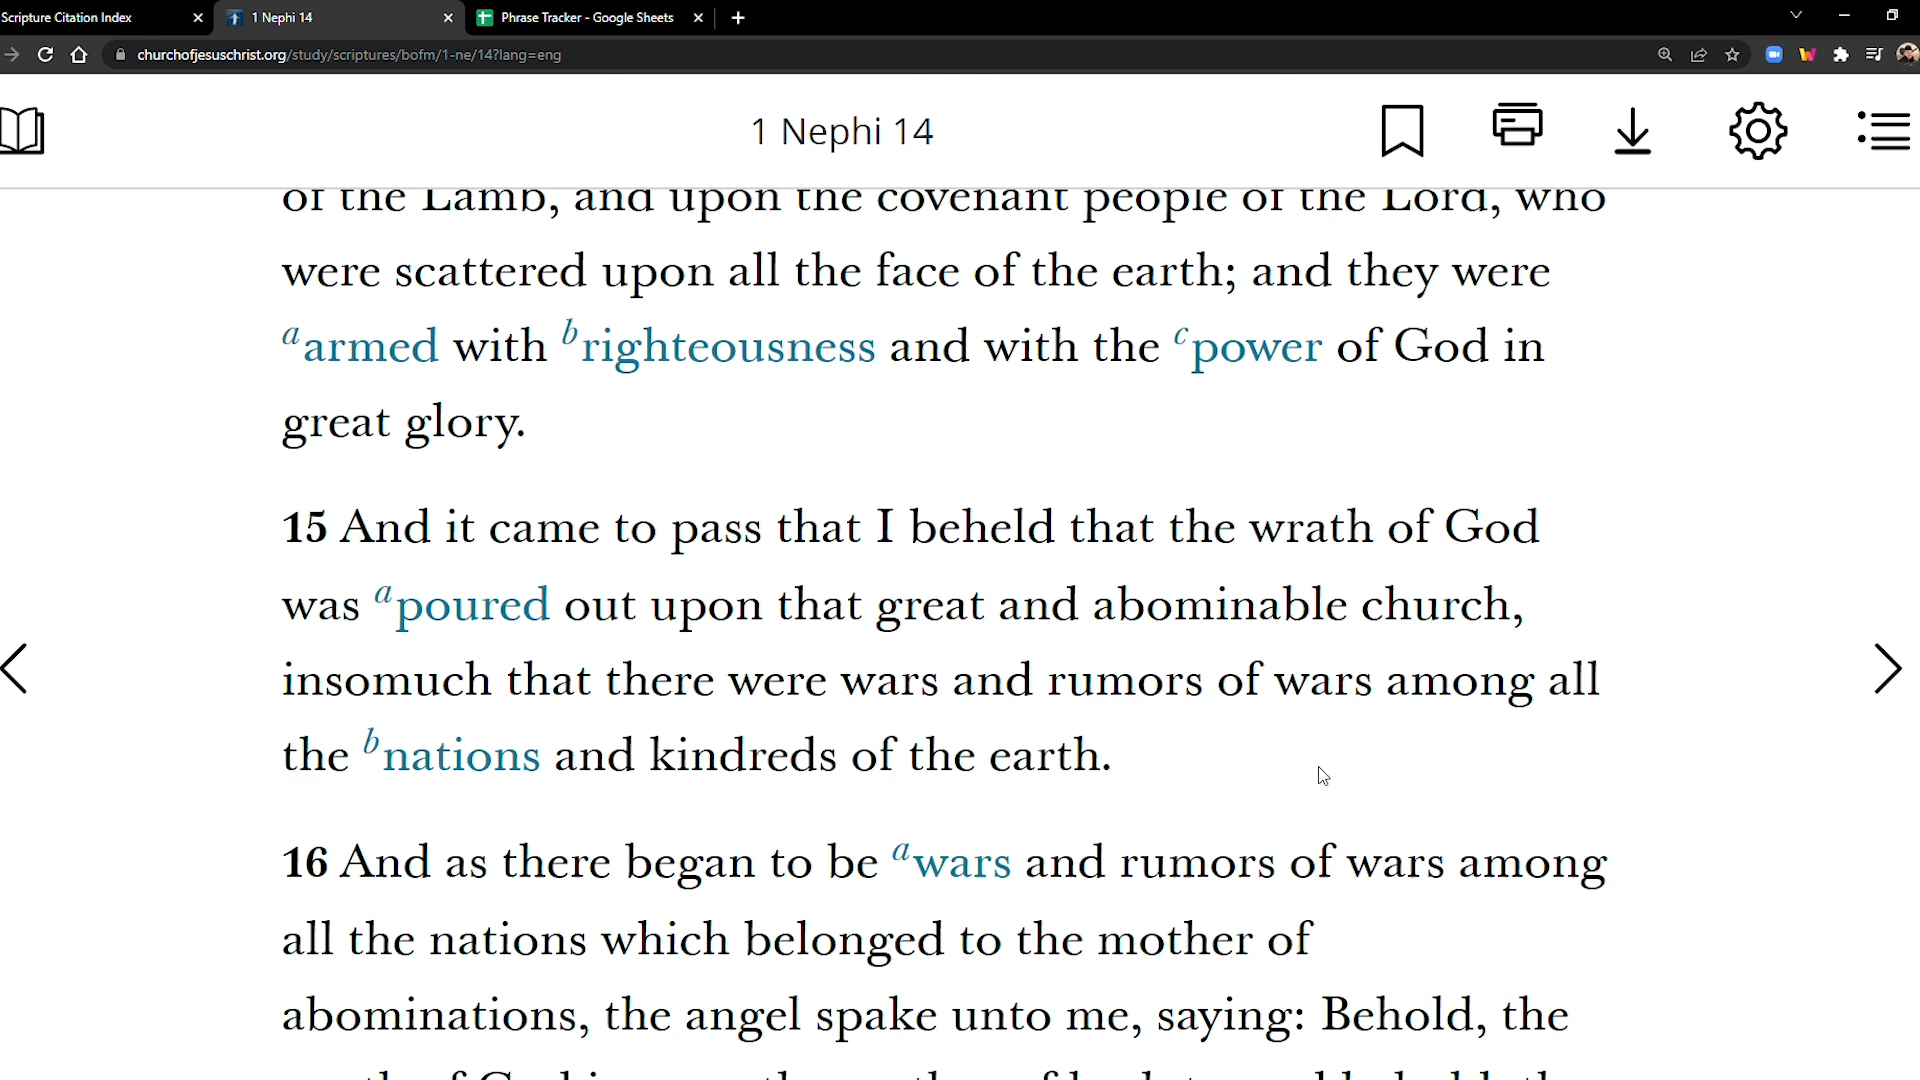 Scripture Citation Index
1 Nephi 14
Phrase Tracker - Google Sheets
churchofjesuschrist.org/study/scriptures/bofm/1-ne/14?lang=eng
1 Nephi 14
of the Lamb, and upon the covenant people of the Lord, who
were scattered upon all the face of the earth; and they were
a armed with b righteousness and with the c power of God in
great glory.
15 And it came to pass that I beheld that the wrath of God
was a poured out upon that great and abominable church,
insomuch that there were wars and rumors of wars among all
the b nations and kindreds of the earth.
16 And as there began to be a wars and rumors of wars among
all the nations which belonged to the mother of
abominations, the angel spake unto me, saying: Behold, the